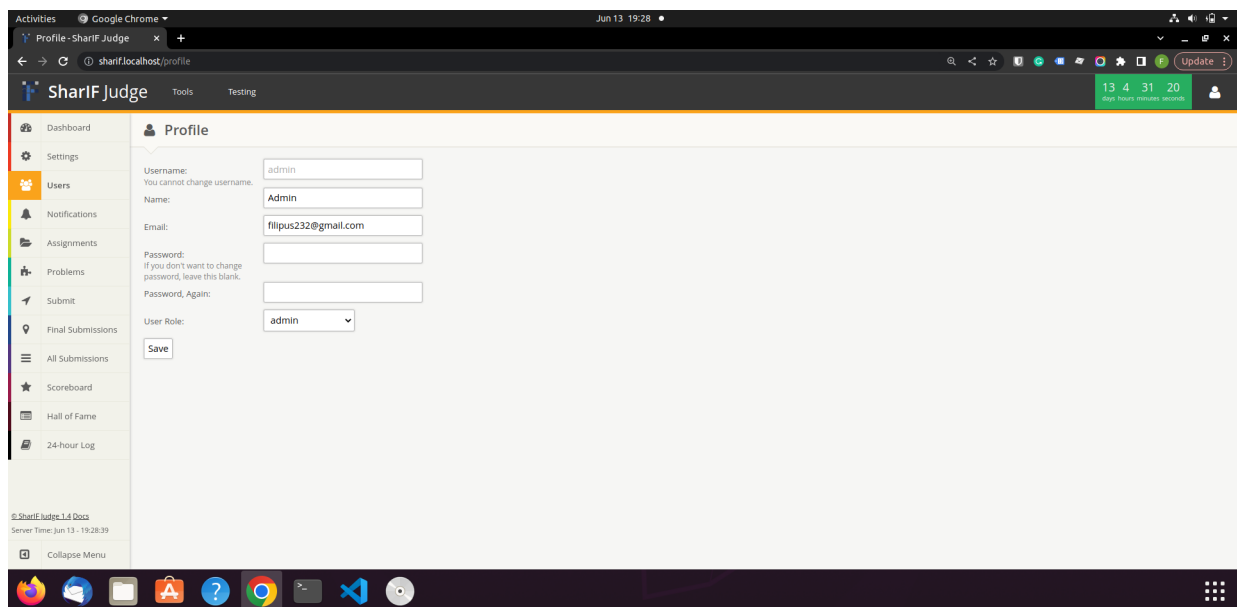 Activities Google Chrome Jun 13 19:28
Profile - SharIF Judge
sharif.localhost/profile Update
SharIF Judge Tools Testing 13 4 31 20
days hours minutes seconds
Dashboard
Settings
Users
Notifications
Assignments
Problems
Submit
Final Submissions
All Submissions
Scoreboard
Hall of Fame
24-hour Log
© SharIF Judge 1.4 Docs
Server Time: Jun 13 - 19:28:39
Collapse Menu
Profile
Username: admin
You cannot change username.
Name: Admin
Email: filipus232@gmail.com
Password:
If you don't want to change
password, leave this blank.
Password, Again:
User Role: admin
Save